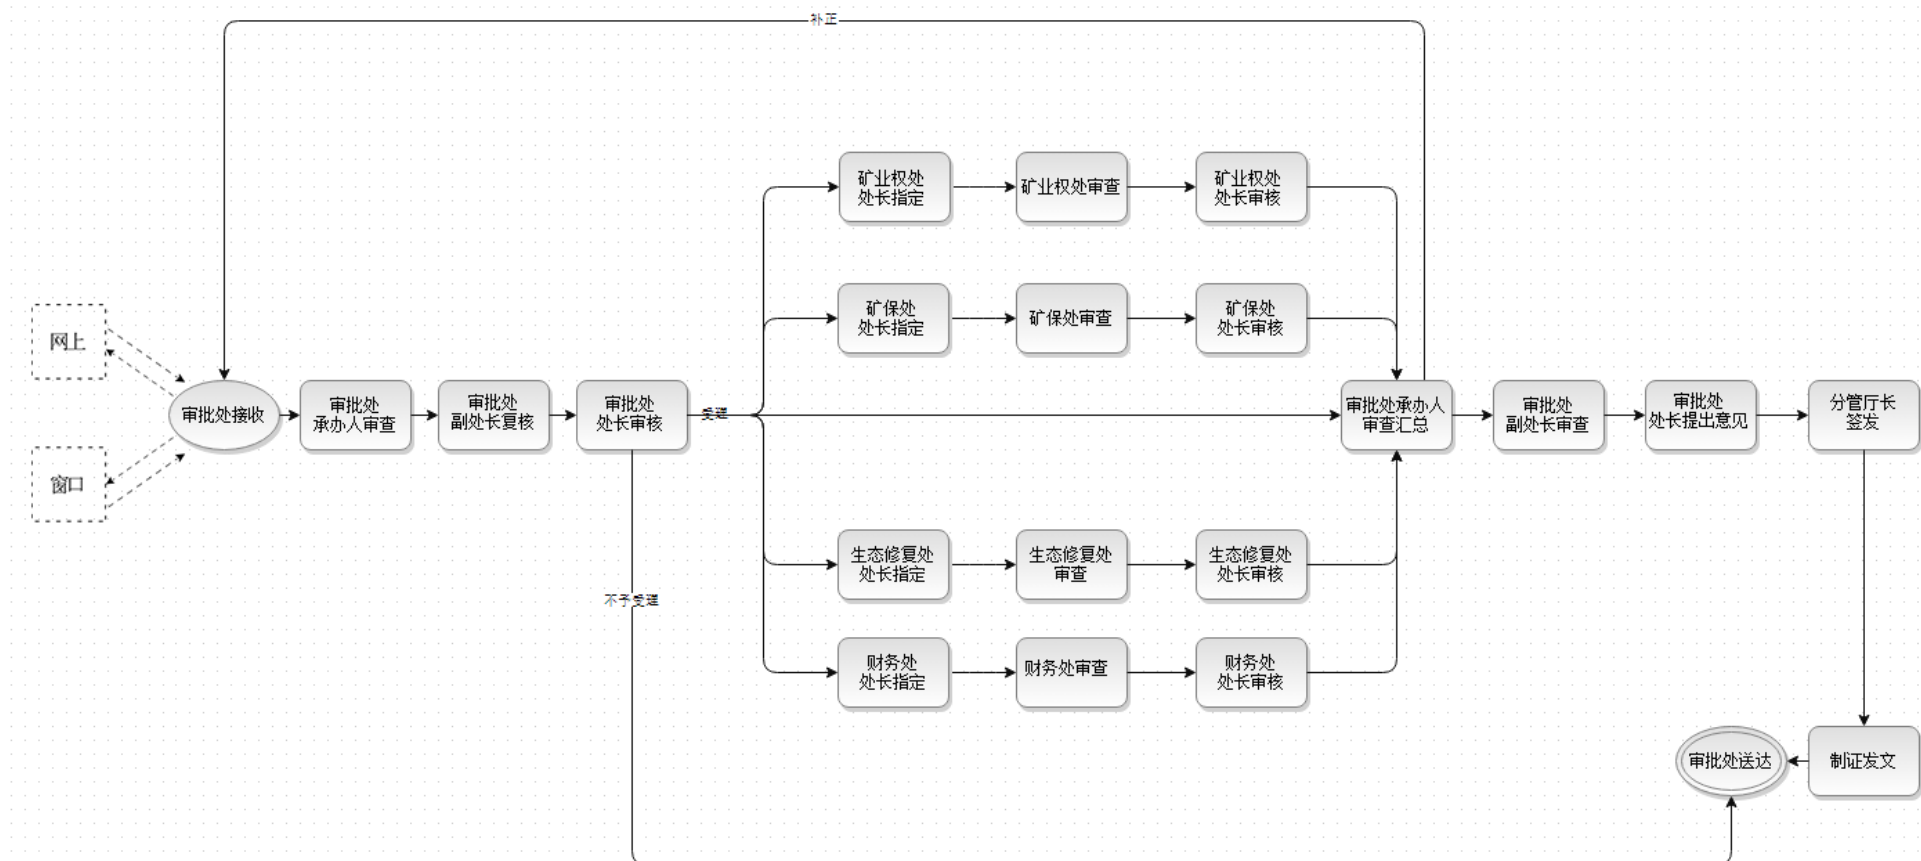 补正
网上
窗口
审批处接收
审批处
承办人审查
审批处
副处长复核
审批处
处长审核
受理
不予受理
矿业权处
处长指定
矿业权处审查
矿业权处
处长审核
矿保处
处长指定
矿保处审查
矿保处
处长审核
生态修复处
处长指定
生态修复处
审查
生态修复处
处长审核
财务处
处长指定
财务处审查
财务处
处长审核
审批处承办人
审查汇总
审批处
副处长审查
审批处
处长提出意见
分管厅长
签发
制证发文
审批处送达